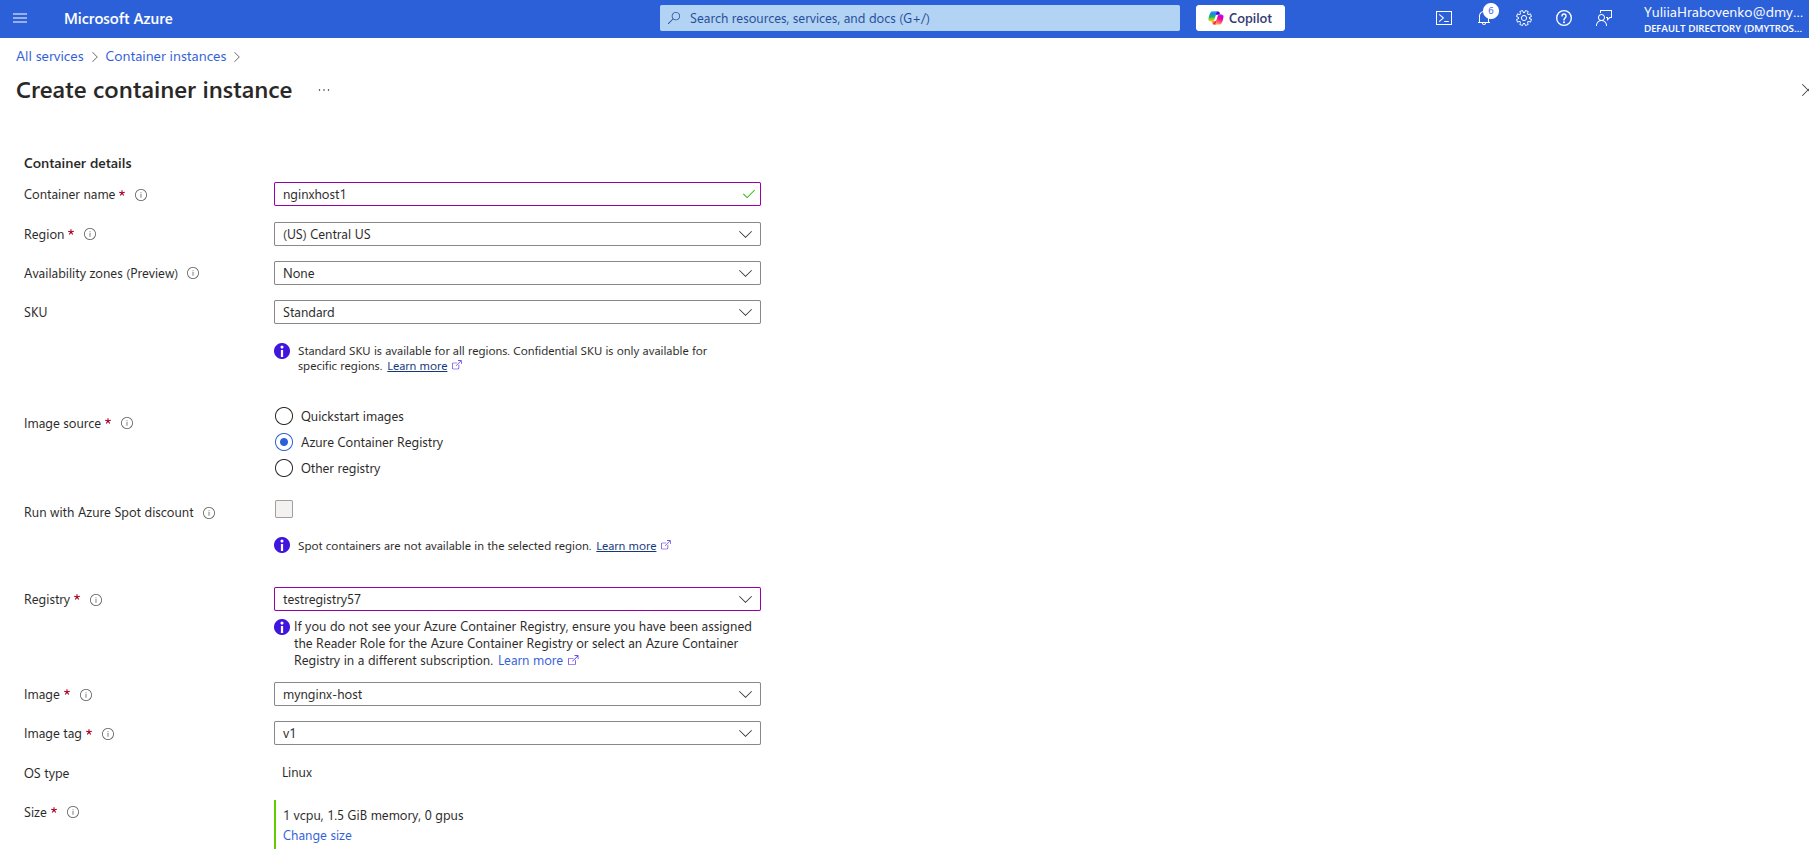 Microsoft Azure
Search resources, services, and docs (G+/)
Copilot
6
YuliiaHrabovenko@dmy...
DEFAULT DIRECTORY (DMYTROS...
All services > Container instances >
Create container instance ...
Container details
Container name *
nginxhost1
Region *
(US) Central US
Availability zones (Preview)
None
SKU
Standard
Standard SKU is available for all regions. Confidential SKU is only available for
specific regions. Learn more
Image source *
Quickstart images
Azure Container Registry
Other registry
Run with Azure Spot discount
Spot containers are not available in the selected region. Learn more
Registry *
testregistry57
If you do not see your Azure Container Registry, ensure you have been assigned
the Reader Role for the Azure Container Registry or select an Azure Container
Registry in a different subscription. Learn more
Image *
mynginx-host
Image tag *
v1
OS type
Linux
Size *
1 vcpu, 1.5 GiB memory, 0 gpus
Change size